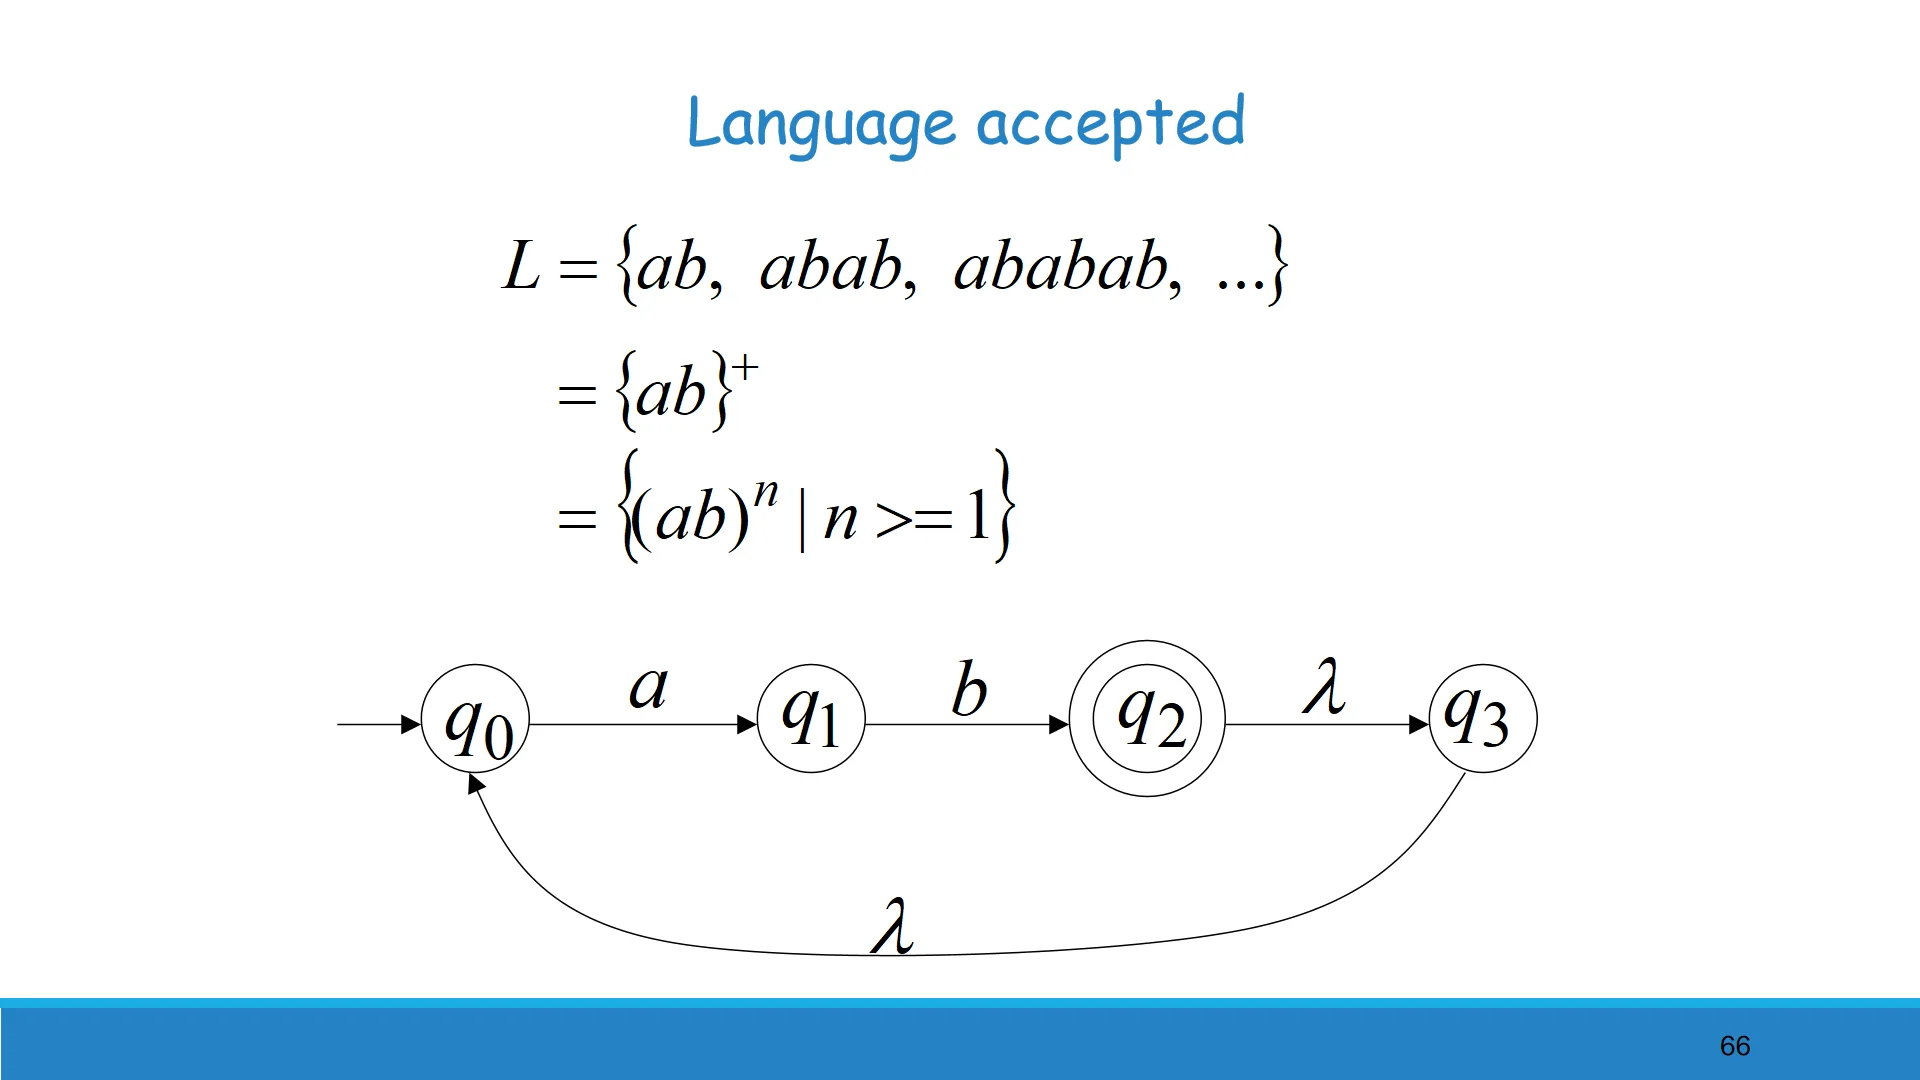 Language accepted
L = {ab, abab, ababab, ...}
= {ab}⁺
= {(ab)ⁿ | n >= 1}
a b λ
q₀ q₁ q₂ q₃
λ
66